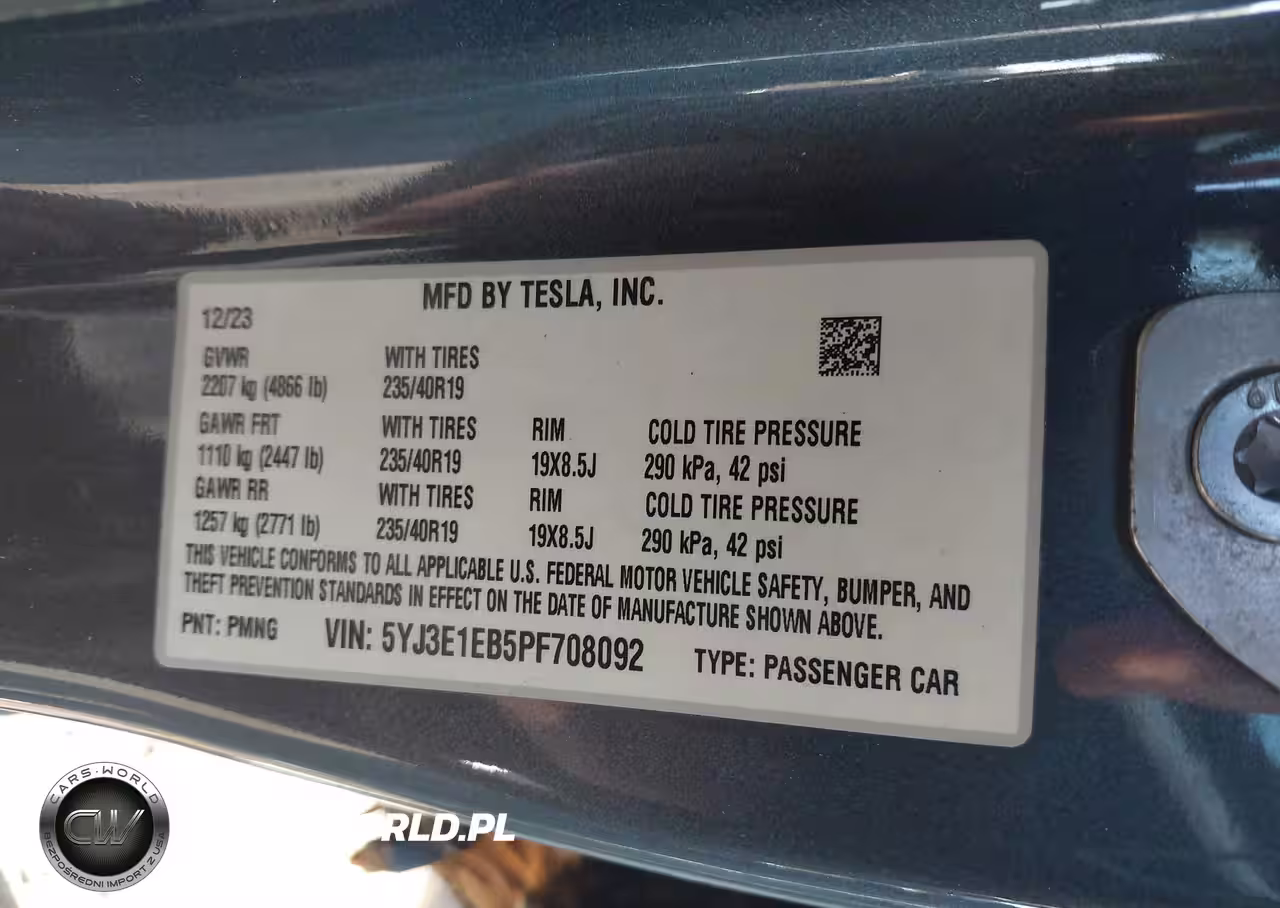 MFD BY TESLA, INC.
12/23
GVWR WITH TIRES
2207 kg (4866 lb) 235/40R19
GAWR FRT WITH TIRES RIM COLD TIRE PRESSURE
1110 kg (2447 lb) 235/40R19 19X8.5J 290 kPa, 42 psi
GAWR RR WITH TIRES RIM COLD TIRE PRESSURE
1257 kg (2771 lb) 235/40R19 19X8.5J 290 kPa, 42 psi
THIS VEHICLE CONFORMS TO ALL APPLICABLE U.S. FEDERAL MOTOR VEHICLE SAFETY, BUMPER, AND
THEFT PREVENTION STANDARDS IN EFFECT ON THE DATE OF MANUFACTURE SHOWN ABOVE.
PNT: PMNG VIN: 5YJ3E1EB5PF708092 TYPE: PASSENGER CAR
CARS-WORLD
CW
BEZPOŚREDNI IMPORT Z USA
RLD.PL